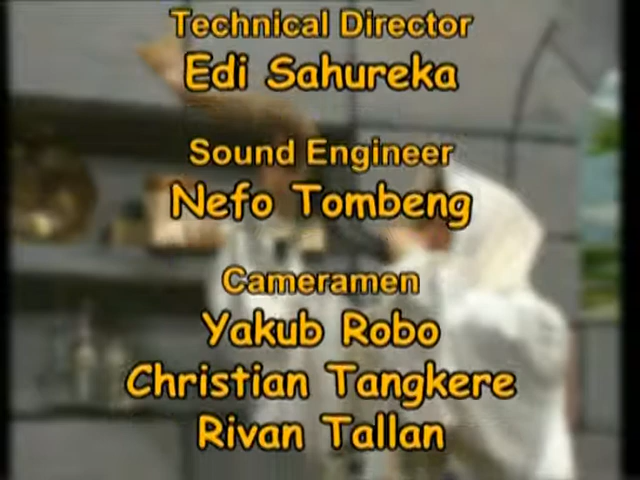 Technical Director
Edi Sahureka
Sound Engineer
Nefo Tombeng
Cameramen
Yakub Robo
Christian Tangkere
Rivan Tallan